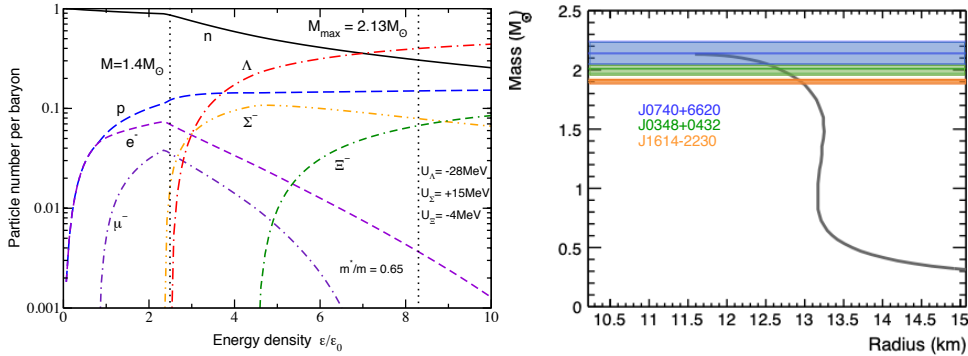 1
0.1
0.01
0.001
Particle number per baryon
M=1.4M⊙
M_max = 2.13M⊙
n
p
e⁻
μ⁻
Λ
Σ⁻
Ξ⁻
U_Λ = -28MeV
U_Σ = +15MeV
U_Ξ = -4MeV
m*/m = 0.65
0 2 4 6 8 10
Energy density ε/ε₀
Mass (M⊙)
2.5
2
1.5
1
0.5
0
J0740+6620
J0348+0432
J1614-2230
10.5 11 11.5 12 12.5 13 13.5 14 14.5 15
Radius (km)